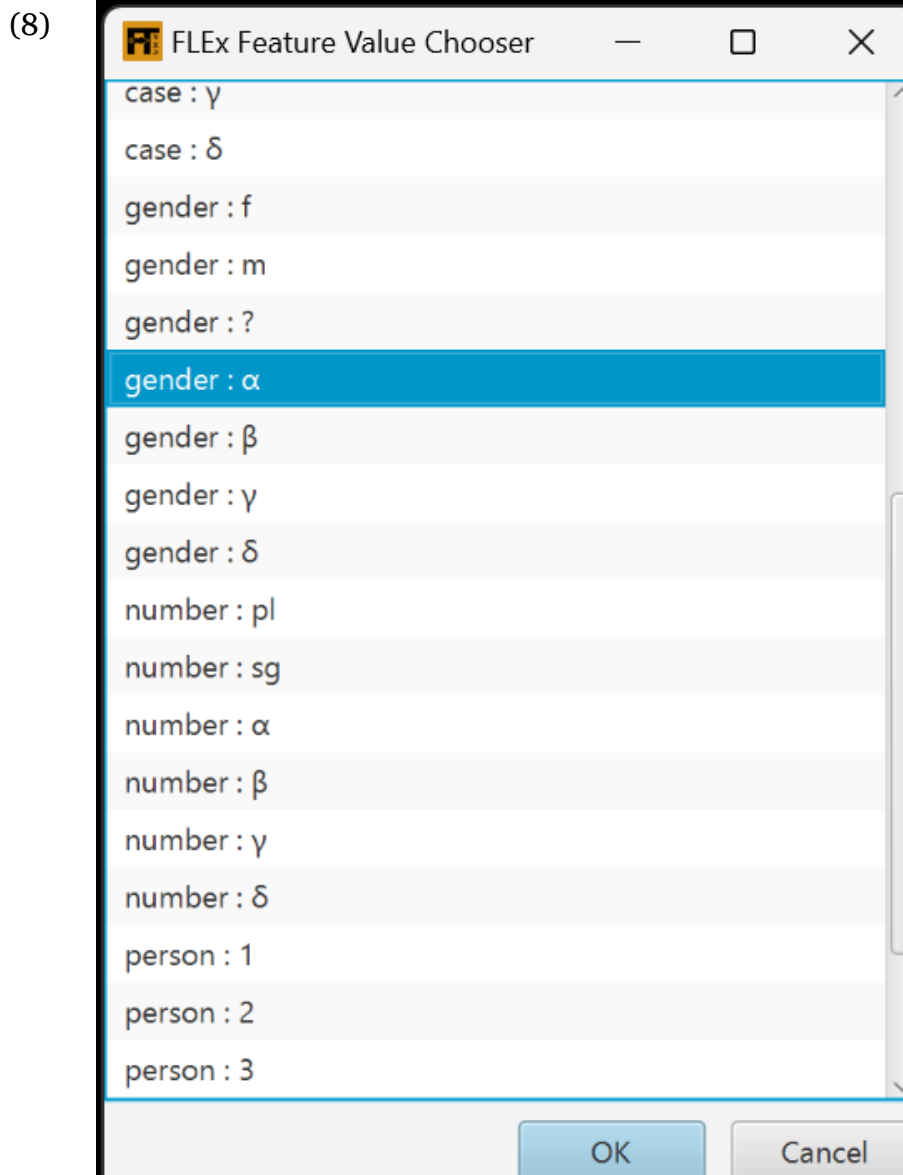 (8)
FLEx Feature Value Chooser
case : γ
case : δ
gender : f
gender : m
gender : ?
gender : α
gender : β
gender : γ
gender : δ
number : pl
number : sg
number : α
number : β
number : γ
number : δ
person : 1
person : 2
person : 3
OK Cancel